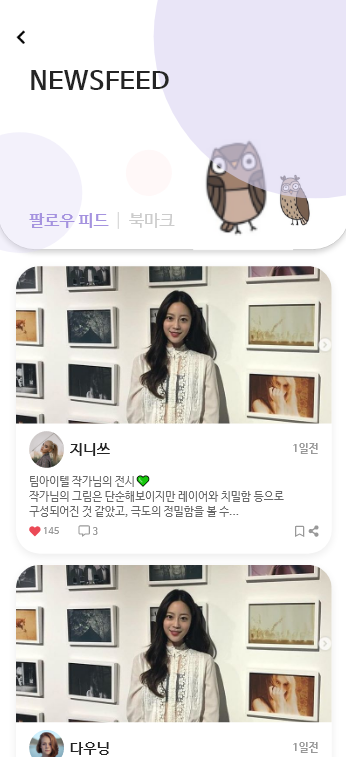 NEWSFEED
팔로우 피드 | 북마크
지니쓰 1일전
팀아이텔 작가님의 전시💚
작가님의 그림은 단순해보이지만 레이어와 치밀함 등으로
구성되어진 것 같았고, 극도의 정밀함을 볼 수...
145 3
다우닝 1일전